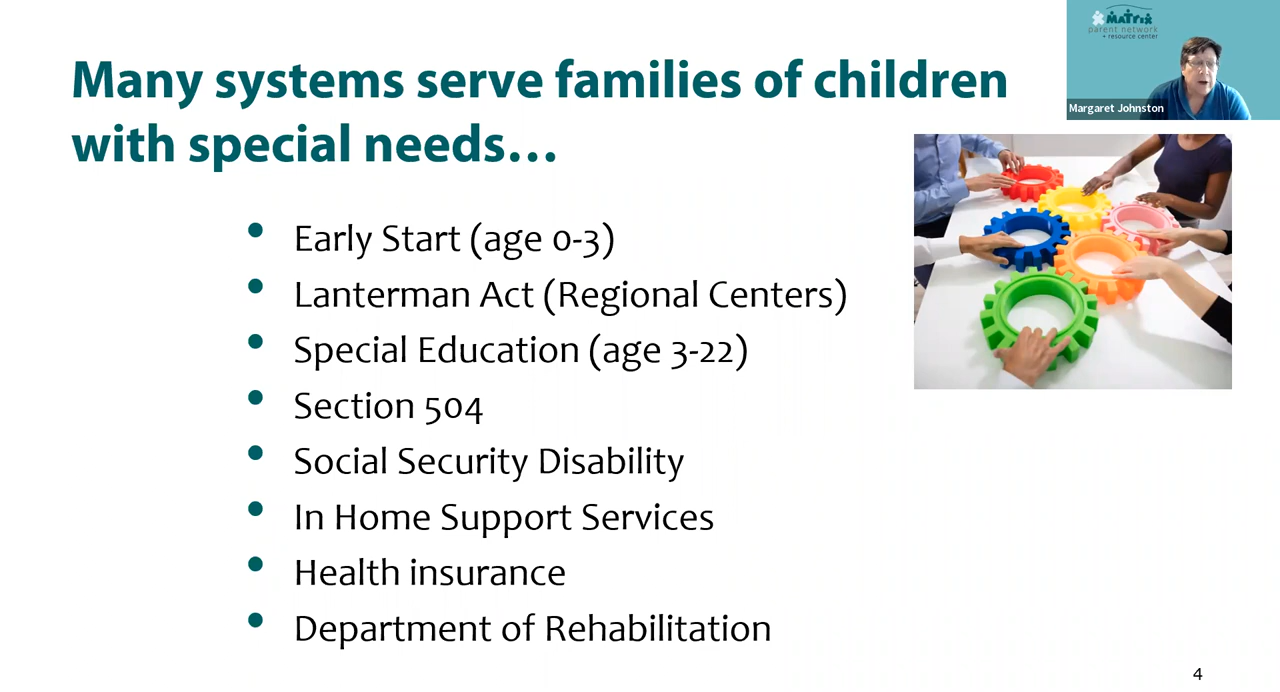 Many systems serve families of children
with special needs…
• Early Start (age 0-3)
• Lanterman Act (Regional Centers)
• Special Education (age 3-22)
• Section 504
• Social Security Disability
• In Home Support Services
• Health insurance
• Department of Rehabilitation
MATRIX
parent network
+ resource center
Margaret Johnston
4